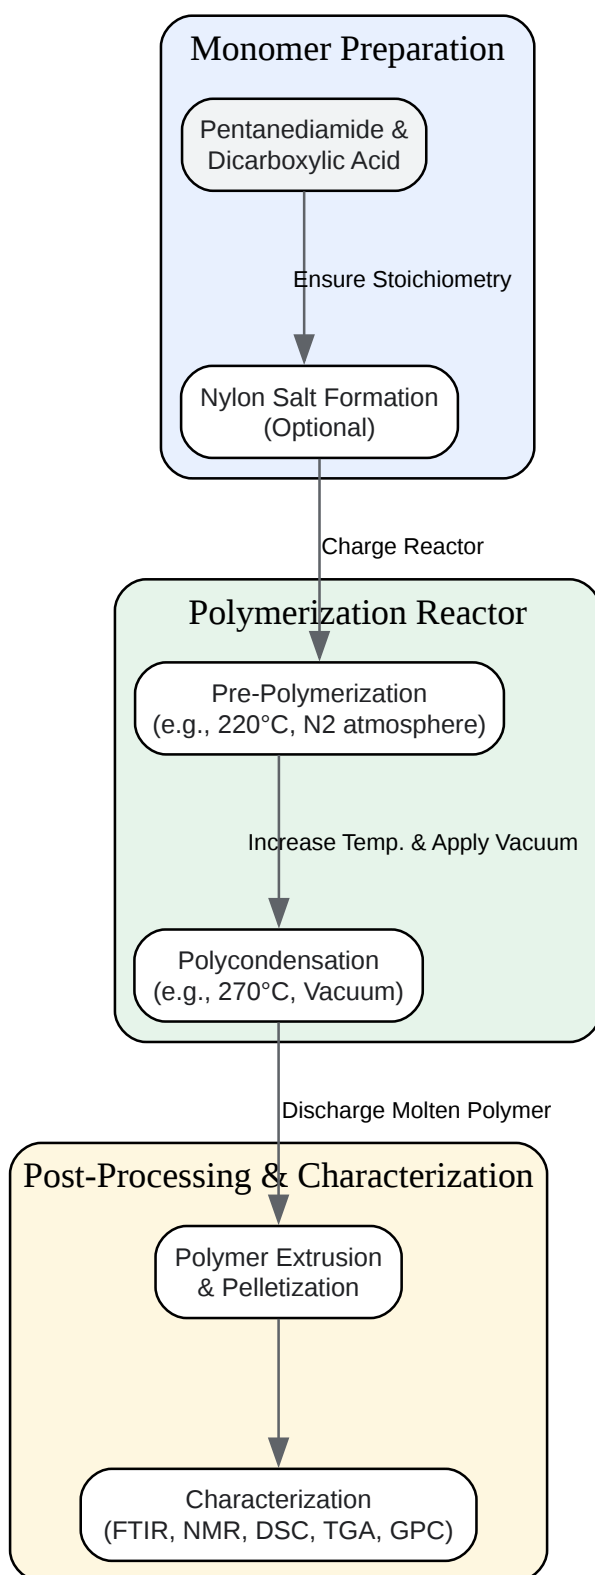 Monomer Preparation
Pentanediamide &
Dicarboxylic Acid
Ensure Stoichiometry
Nylon Salt Formation
(Optional)
Charge Reactor
Polymerization Reactor
Pre-Polymerization
(e.g., 220°C, N2 atmosphere)
Increase Temp. & Apply Vacuum
Polycondensation
(e.g., 270°C, Vacuum)
Discharge Molten Polymer
Post-Processing & Characterization
Polymer Extrusion
& Pelletization
Characterization
(FTIR, NMR, DSC, TGA, GPC)